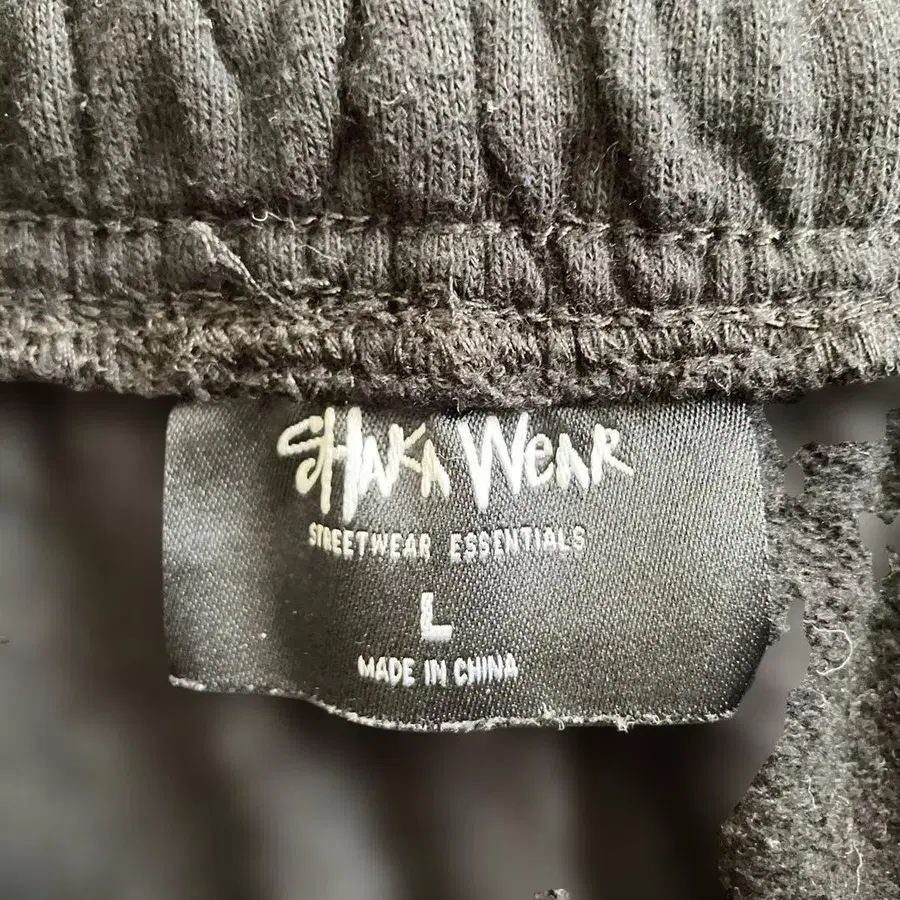 SHAKA WEAR
STREETWEAR ESSENTIALS
L
MADE IN CHINA